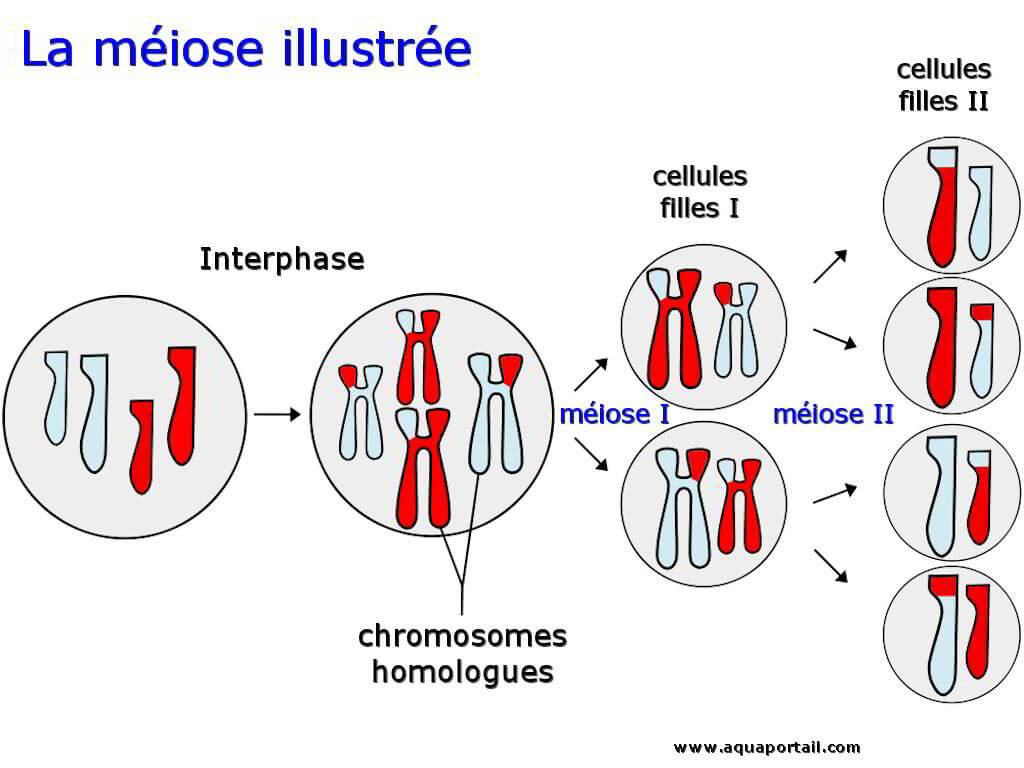 La méiose illustrée
cellules
filles II
cellules
filles I
Interphase
méiose I
méiose II
chromosomes
homologues
www.aquaportail.com